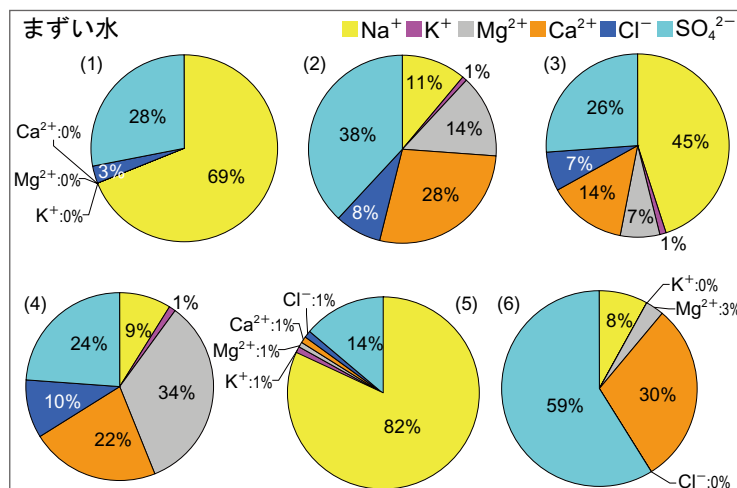 まずい水
Na⁺ K⁺ Mg²⁺ Ca²⁺ Cl⁻ SO₄²⁻
(1)
28%
Ca²⁺:0%
3%
Mg²⁺:0%
69%
K⁺:0%
(2)
11%
1%
14%
38%
28%
8%
(3)
26%
45%
7%
14%
7%
1%
(4)
1%
9%
24%
34%
10%
22%
(5)
Cl⁻:1%
Ca²⁺:1%
14%
Mg²⁺:1%
K⁺:1%
82%
(6)
K⁺:0%
Mg²⁺:3%
8%
30%
59%
Cl⁻:0%